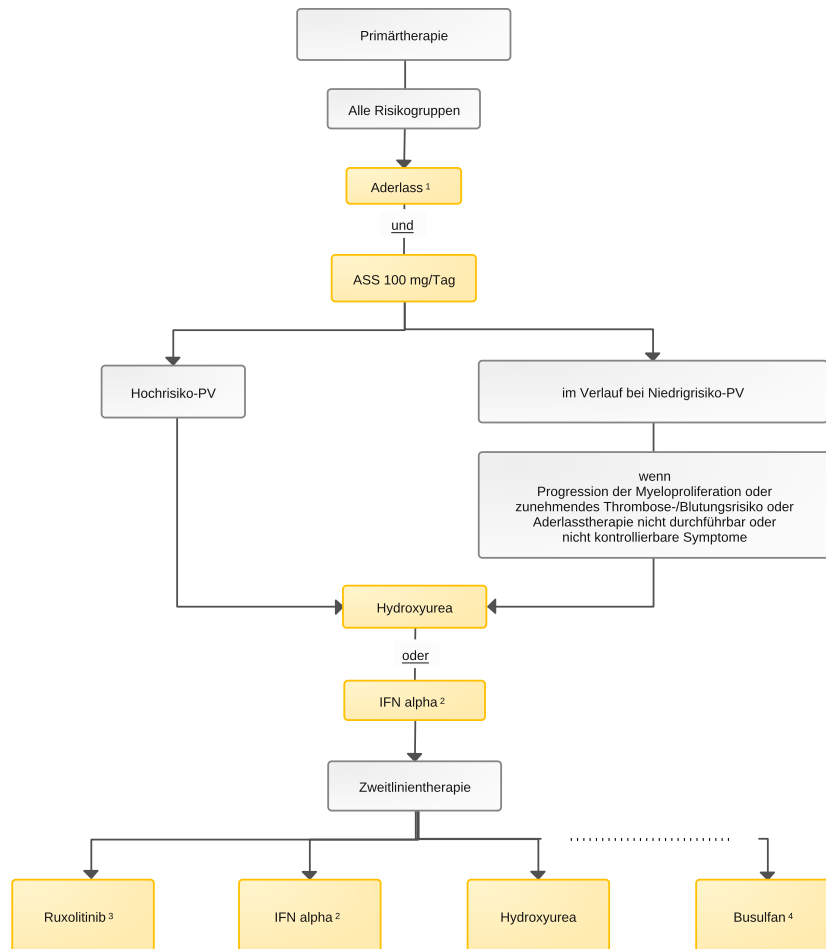 Primärtherapie
Alle Risikogruppen
Aderlass 1
und
ASS 100 mg/Tag
Hochrisiko-PV
im Verlauf bei Niedrigrisiko-PV
wenn
Progression der Myeloproliferation oder
zunehmendes Thrombose-/Blutungsrisiko oder
Aderlasstherapie nicht durchführbar oder
nicht kontrollierbare Symptome
Hydroxyurea
oder
IFN alpha 2
Zweitlinientherapie
Ruxolitinib 3
IFN alpha 2
Hydroxyurea
Busulfan 4